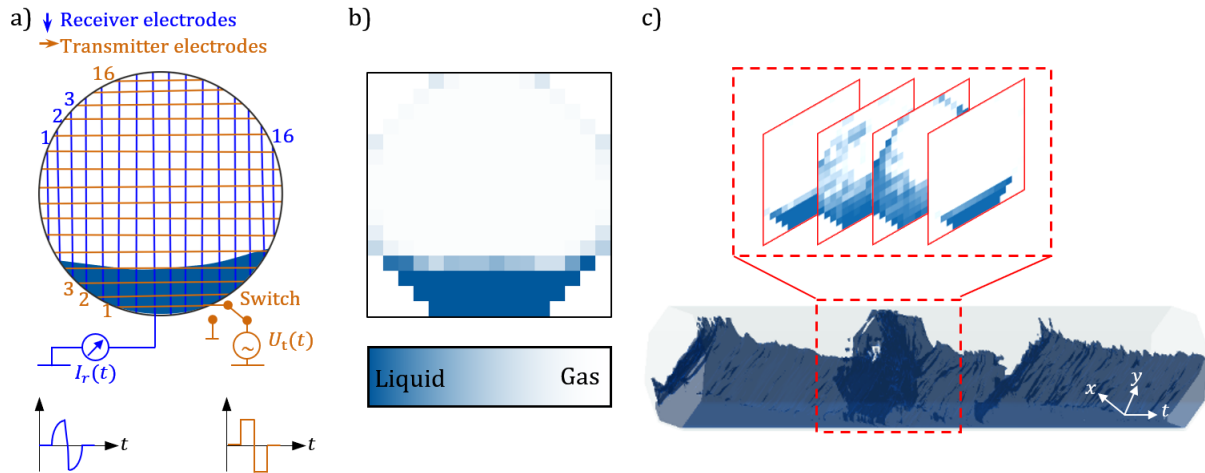 a)
Receiver electrodes
Transmitter electrodes
16
3
2
1
16
3
2
1
Switch
U_t(t)
~
I_r(t)
t
t
b)
Liquid
Gas
c)
x
y
t